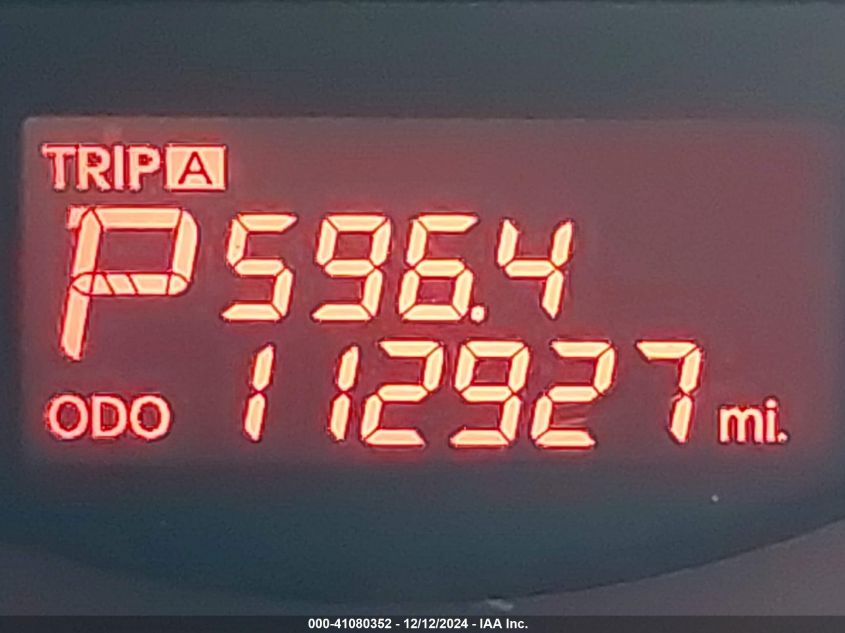 TRIP A
P 596.4
ODO 112927 mi.
000-41080352 - 12/12/2024 - IAA Inc.